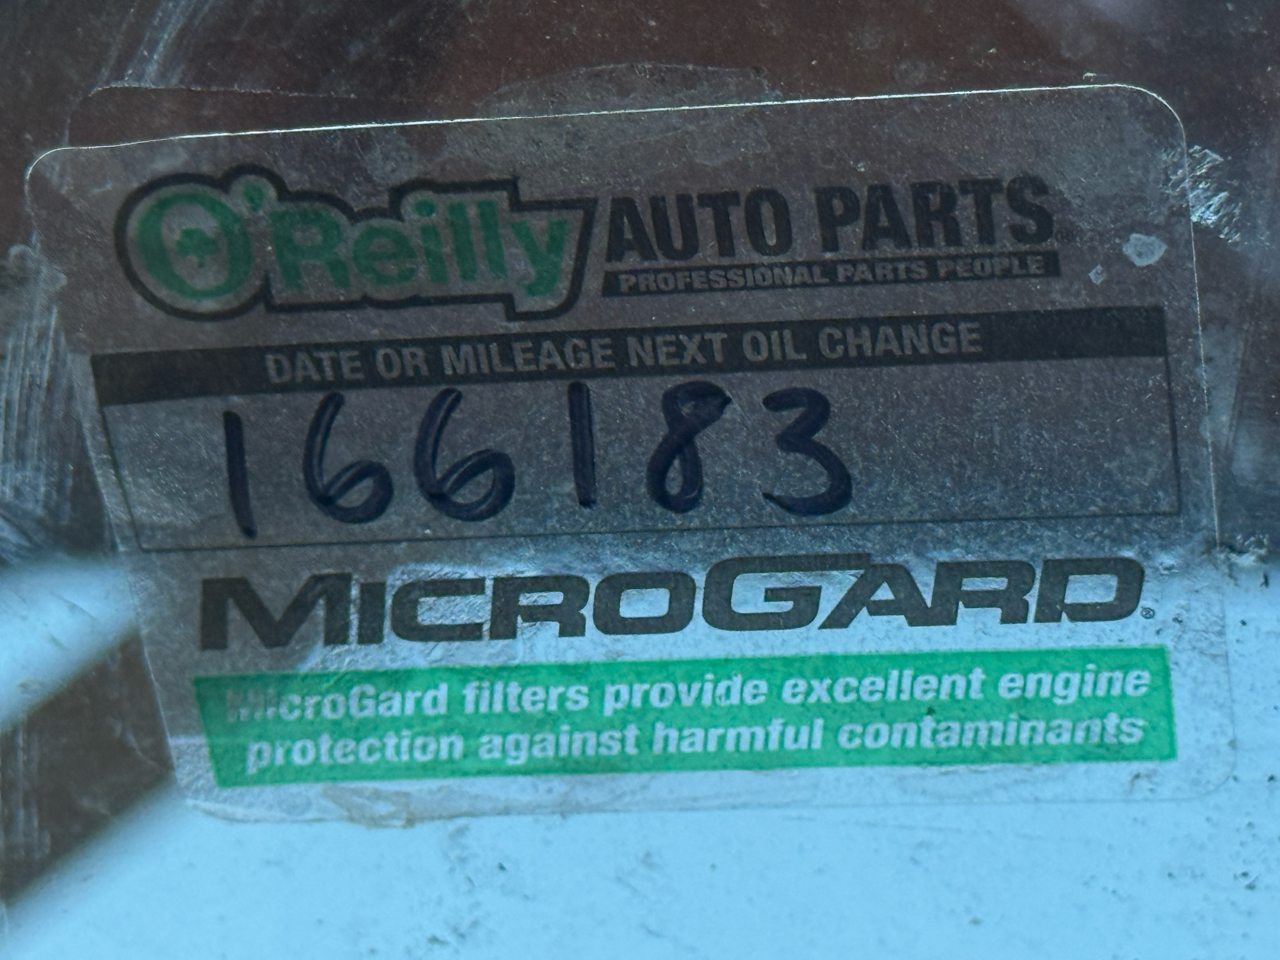 O'Reilly AUTO PARTS
PROFESSIONAL PARTS PEOPLE
DATE OR MILEAGE NEXT OIL CHANGE
166183
MICROGARD®
MicroGard filters provide excellent engine
protection against harmful contaminants